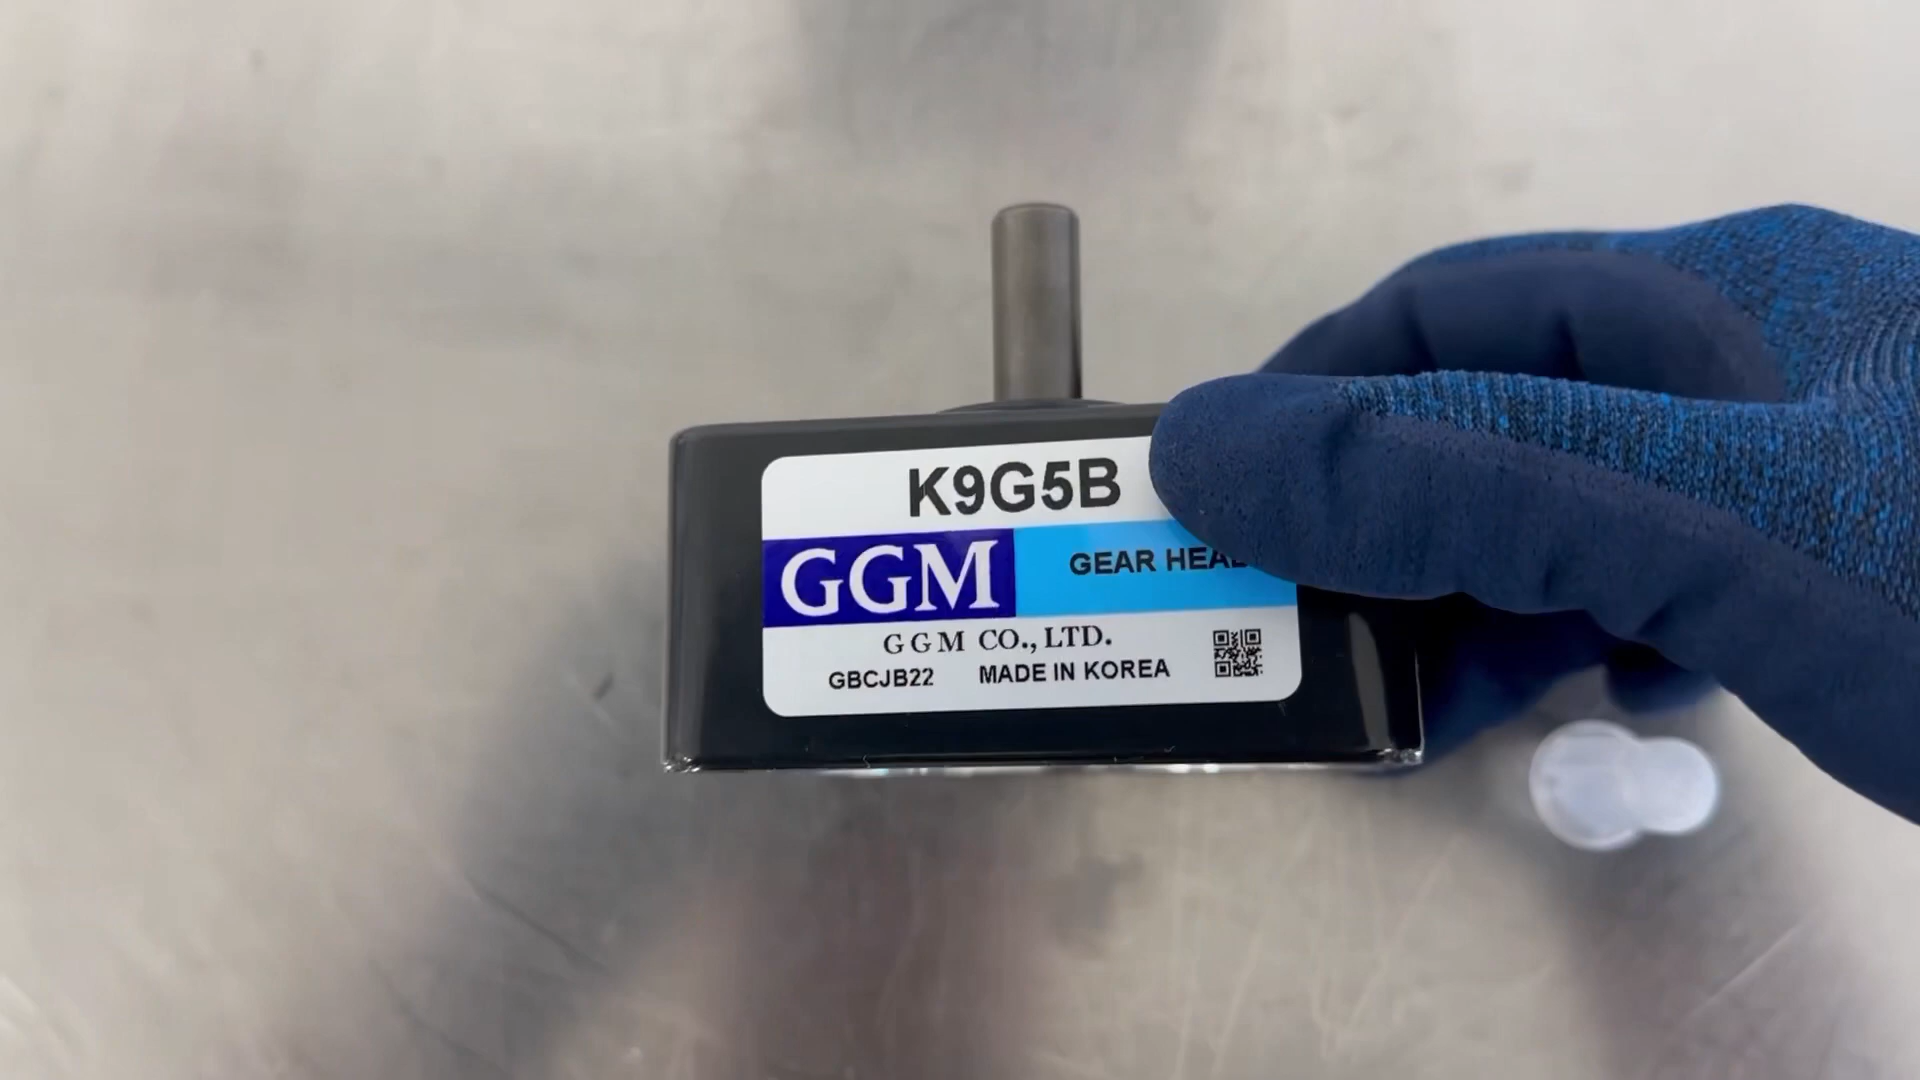 K9G5B
GGM
GEAR HEAD
GGM CO., LTD.
GBCJB22 MADE IN KOREA